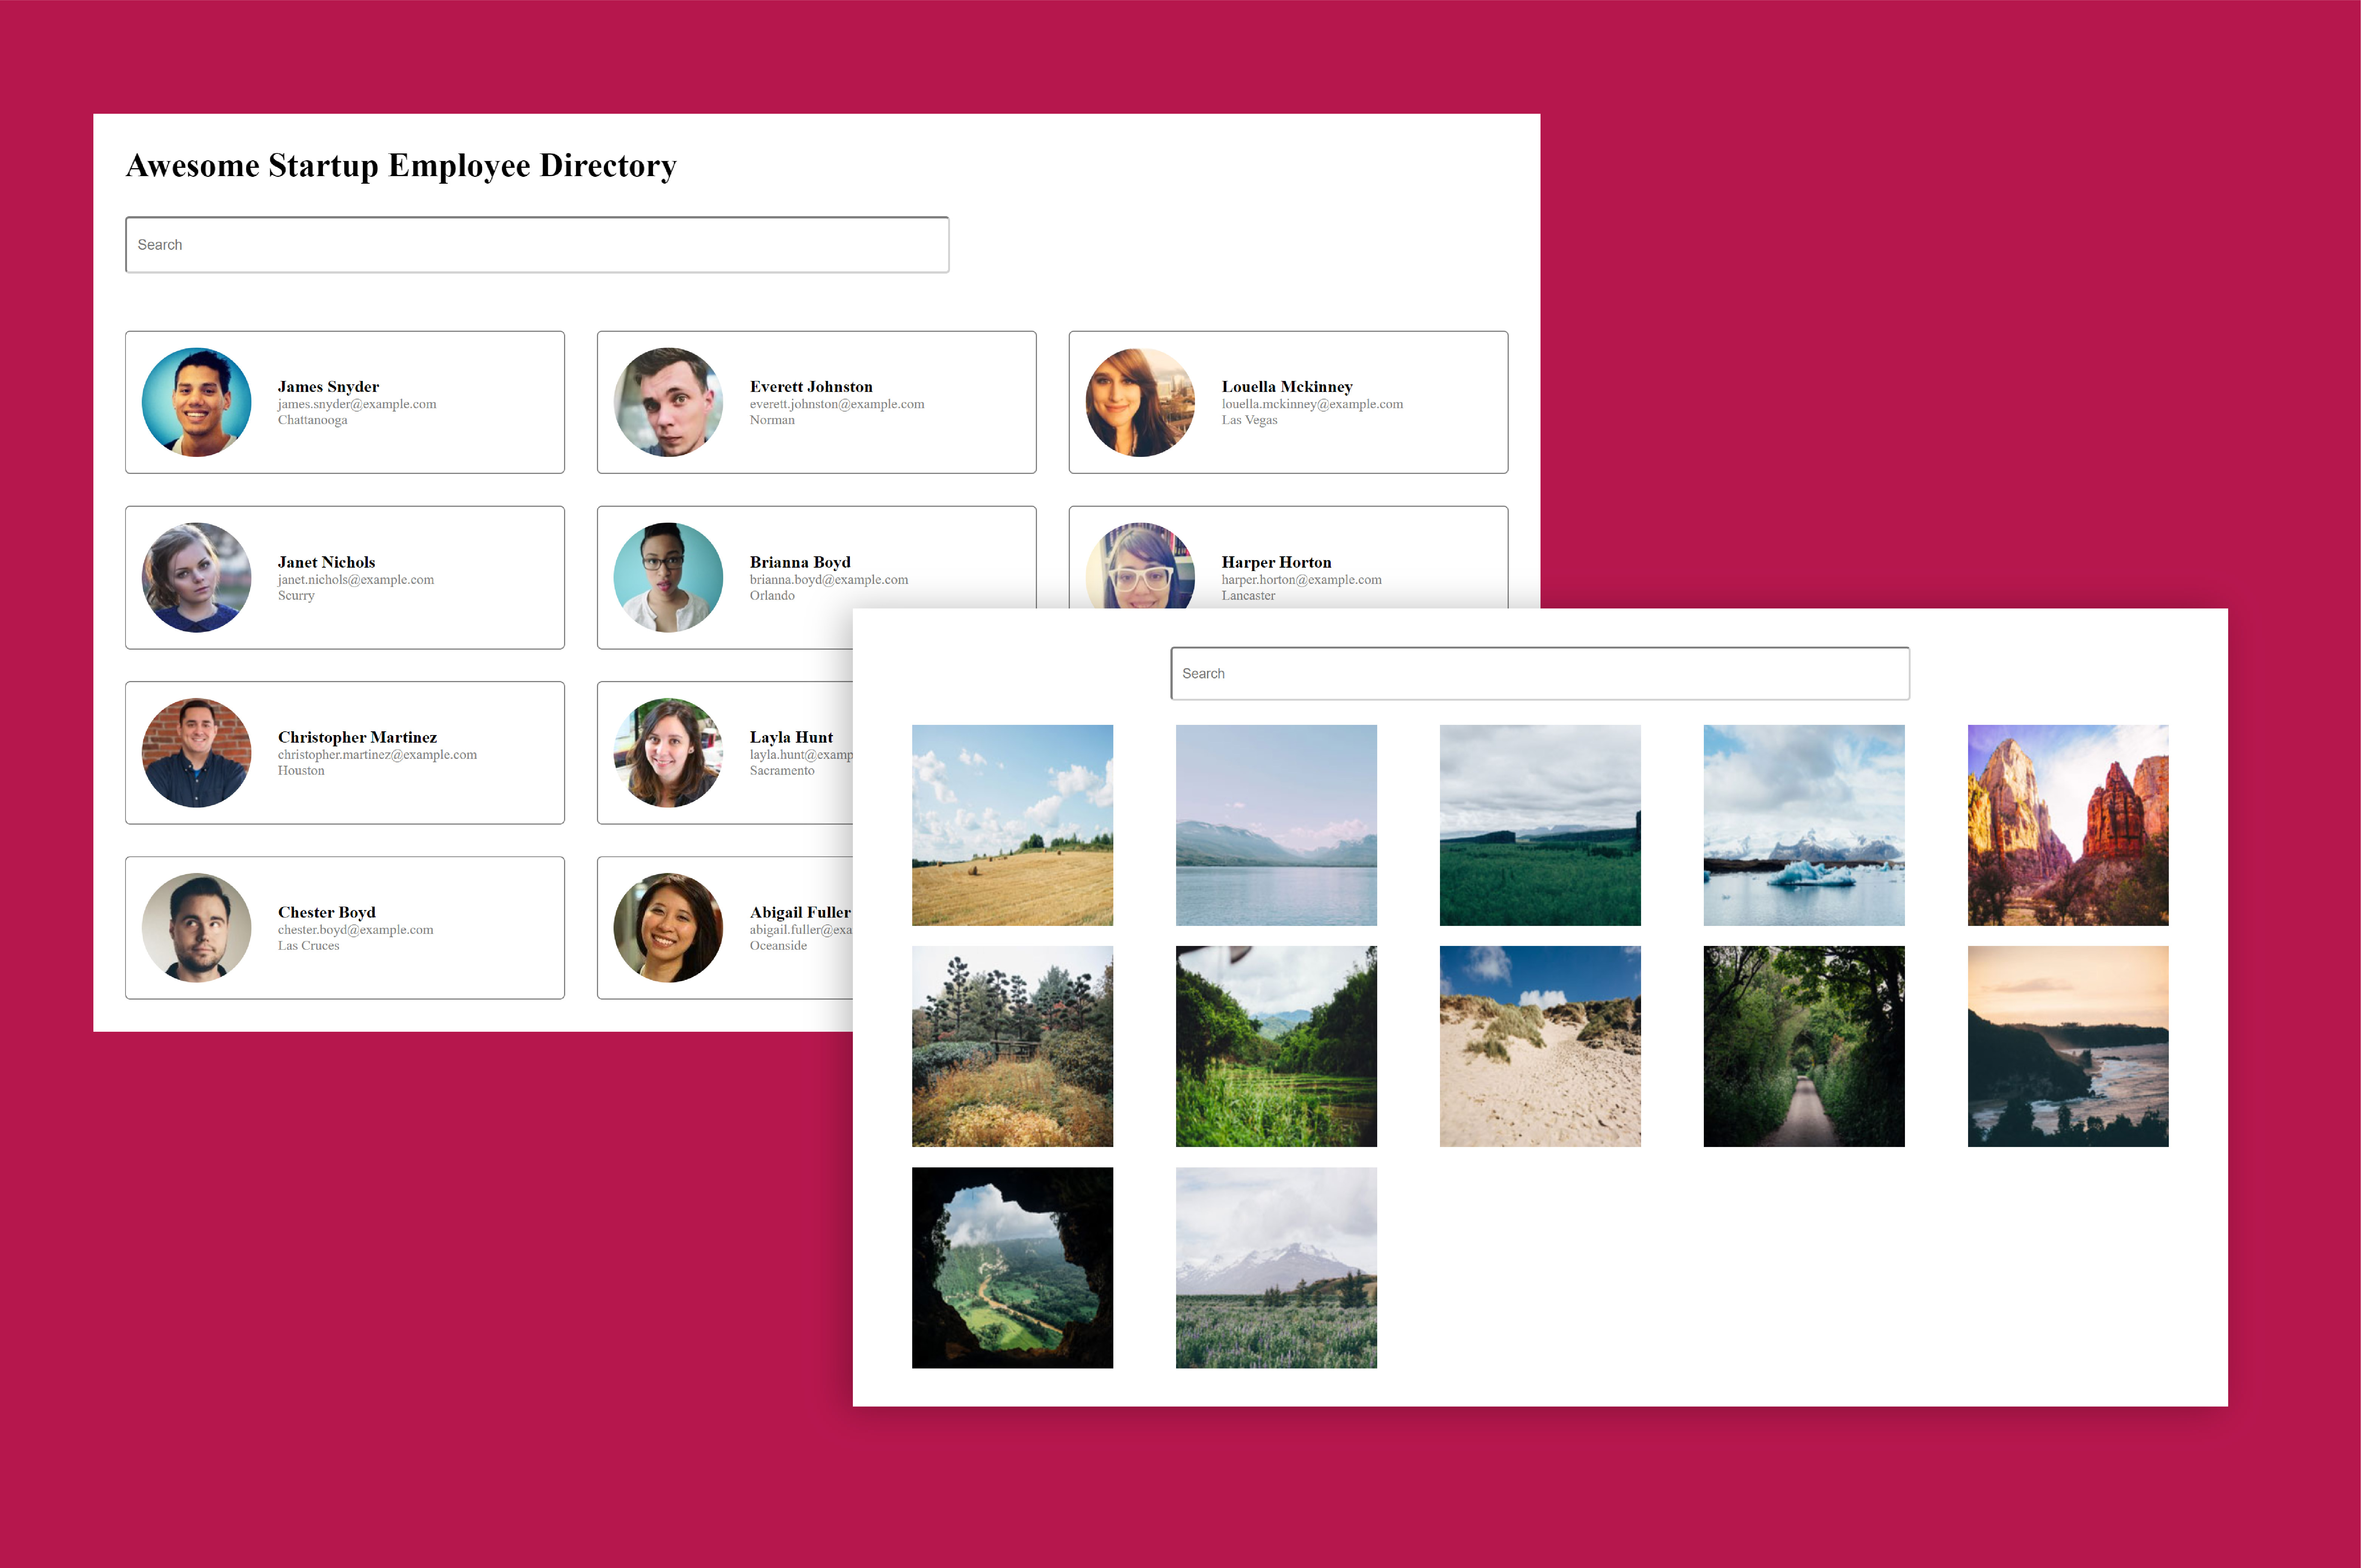 Awesome Startup Employee Directory
Search
James Snyder
james.snyder@example.com
Chattanooga
Everett Johnston
everett.johnston@example.com
Norman
Louella Mckinney
louella.mckinney@example.com
Las Vegas
Janet Nichols
janet.nichols@example.com
Scurry
Brianna Boyd
brianna.boyd@example.com
Orlando
Harper Horton
harper.horton@example.com
Lancaster
Christopher Martinez
christopher.martinez@example.com
Houston
Layla Hunt
layla.hunt@examp
Sacramento
Chester Boyd
chester.boyd@example.com
Las Cruces
Abigail Fuller
abigail.fuller@exa
Oceanside
Search